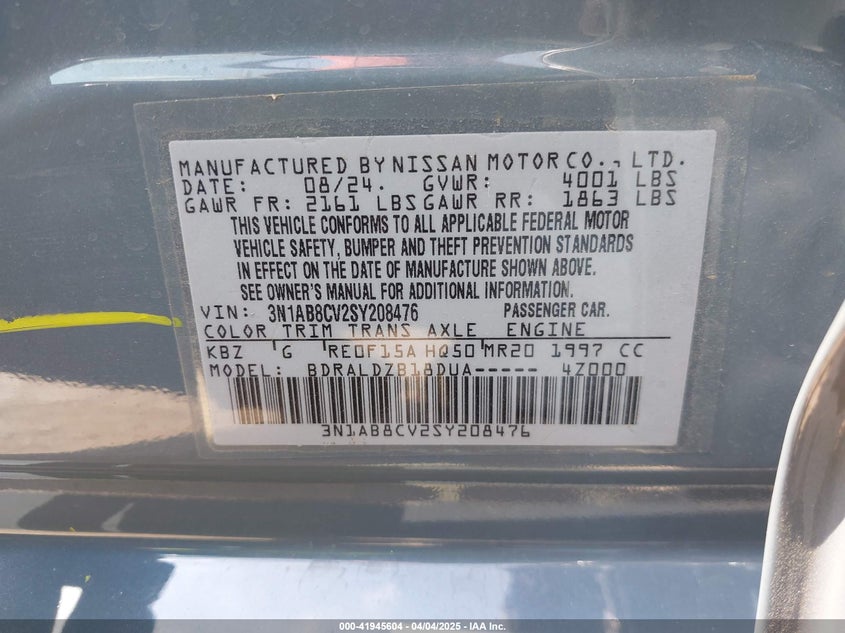 MANUFACTURED BY NISSAN MOTOR CO., LTD.
DATE: 08/24. GVWR: 4001 LBS
GAWR FR: 2161 LBS GAWR RR: 1863 LBS
THIS VEHICLE CONFORMS TO ALL APPLICABLE FEDERAL MOTOR
VEHICLE SAFETY, BUMPER AND THEFT PREVENTION STANDARDS
IN EFFECT ON THE DATE OF MANUFACTURE SHOWN ABOVE.
SEE OWNER'S MANUAL FOR ADDITIONAL INFORMATION.
VIN: 3N1AB8CV2SY208476 PASSENGER CAR.
COLOR TRIM TRANS AXLE ENGINE
KBZ G RE0F15A HQ50 MR20 1997 CC
MODEL: BDRALDZB18DUA----- 4Z000
3N1AB8CV2SY208476
000-41945604 | 04/04/2025 - IAA Inc.